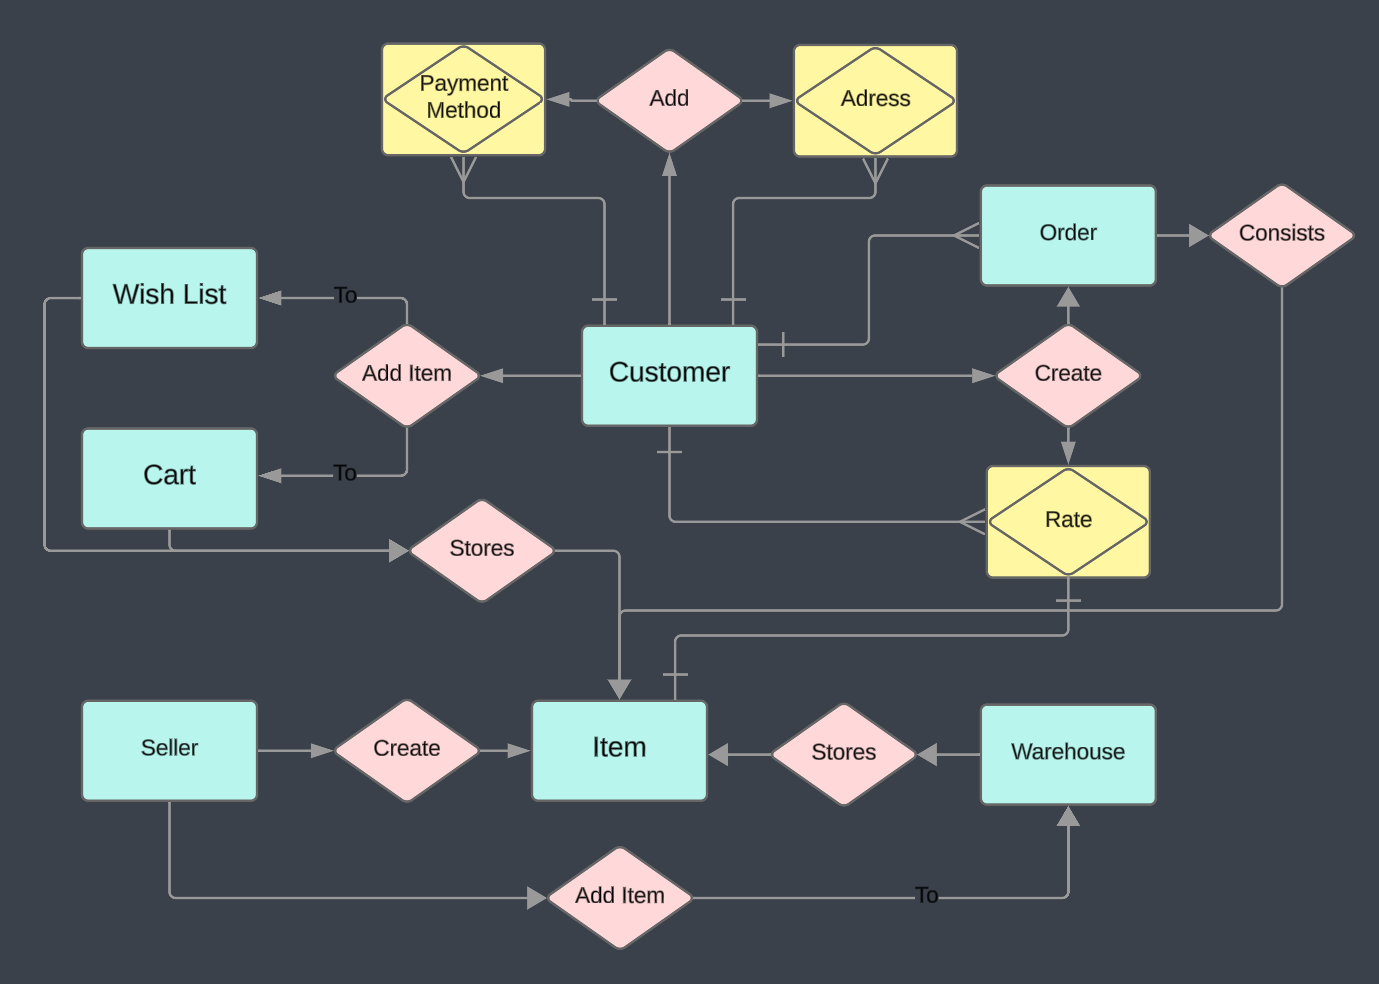 Payment
Method
Add
Adress
Order
Consists
Wish List
To
Add Item
Customer
Create
Cart
To
Stores
Rate
Seller
Create
Item
Stores
Warehouse
Add Item
To